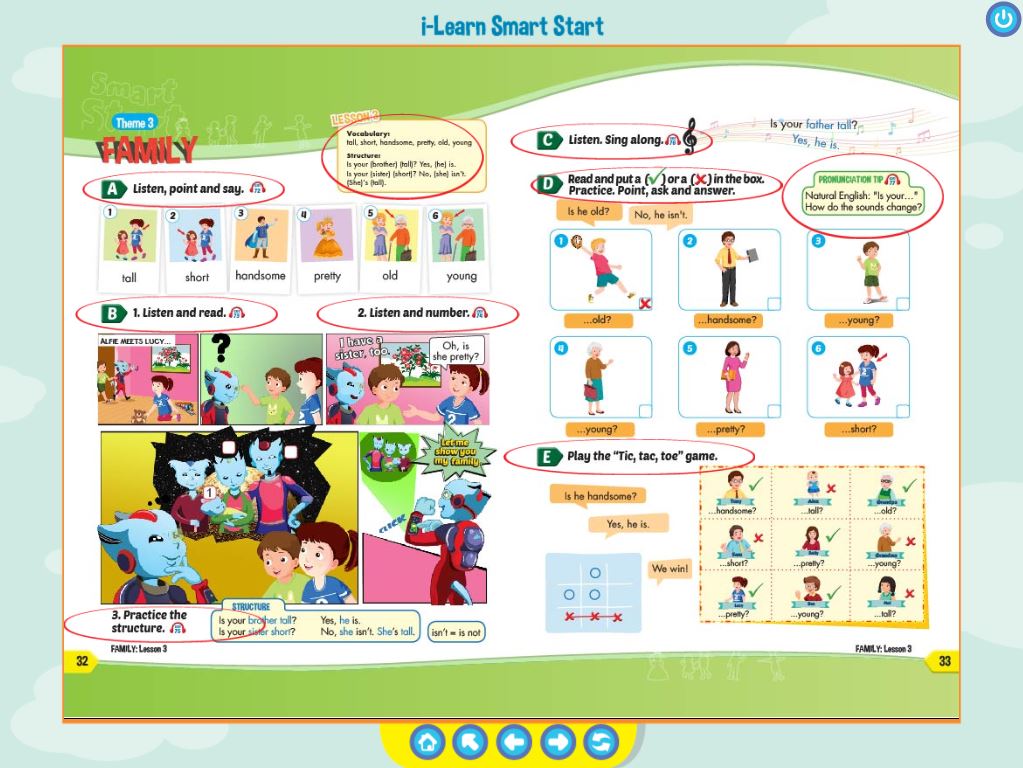 i-Learn Smart Start
Smart
Start
Theme 3
FAMILY
LESSON 3
Vocabulary:
tall, short, handsome, pretty, old, young
Structure:
Is your (brother) (tall)? Yes, (he) is.
Is your (sister) (short)? No, (she) isn't.
(She)'s (tall).
A Listen, point and say.
1
2
3
4
5
6
tall
short
handsome
pretty
old
young
B 1. Listen and read.
2. Listen and number.
ALFIE MEETS LUCY...
?
I have a
sister, too.
Oh, is
she pretty?
1
Let me
show you
my family.
CLICK
3. Practice the
structure.
STRUCTURE
Is your brother tall? Yes, he is.
Is your sister short? No, she isn't. She's tall.
isn't = is not
FAMILY: Lesson 3
32
C Listen. Sing along.
Is your father tall?
Yes, he is.
D Read and put a (✓) or a (✗) in the box.
Practice. Point, ask and answer.
PRONUNCIATION TIP
Natural English: "Is your..."
How do the sounds change?
Is he old?
No, he isn't.
1
2
3
...old?
...handsome?
...young?
4
5
6
...young?
...pretty?
...short?
E Play the "Tic, tac, toe" game.
Is he handsome?
Yes, he is.
We win!
...handsome?
...tall?
Grandpa
...old?
...short?
...pretty?
Grandma
...young?
Lucy
...pretty?
...young?
...tall?
FAMILY: Lesson 3
33